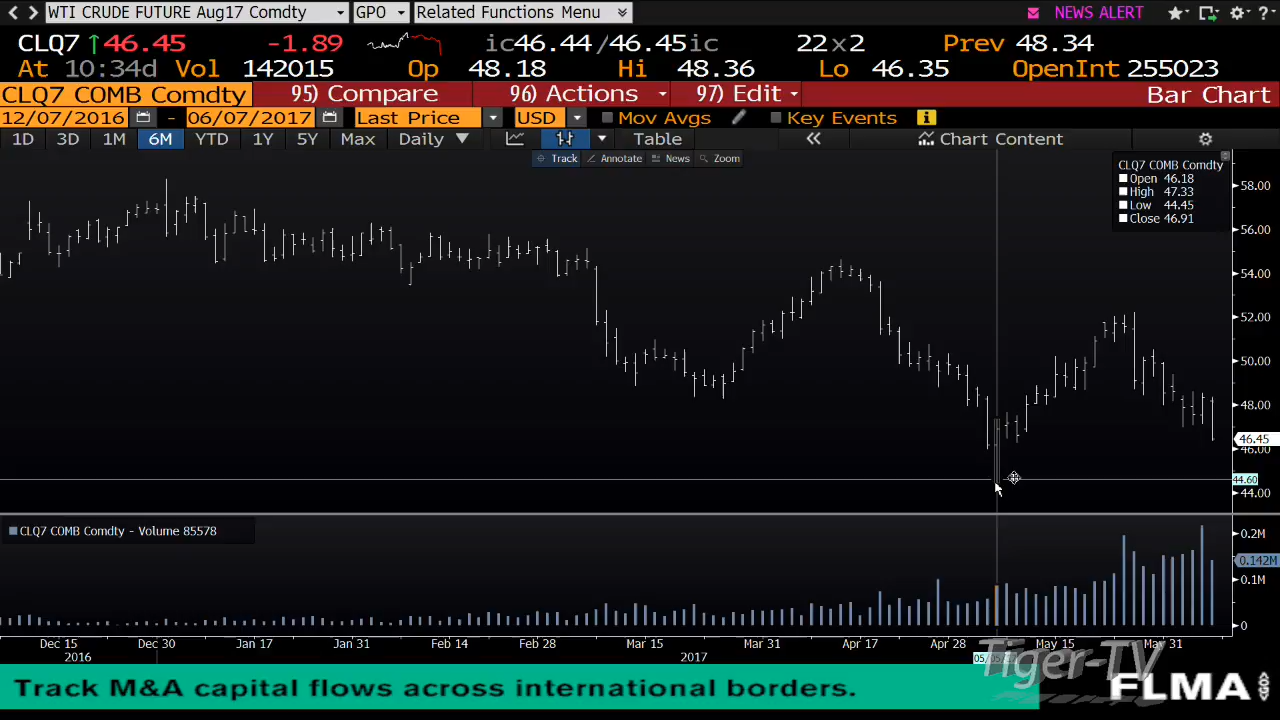 WTI CRUDE FUTURE Aug17 Comdty GPO Related Functions Menu NEWS ALERT ?
CLQ7 ↑46.45 -1.89 ic46.44/46.45ic 22x2 Prev 48.34
At 10:34d Vol 142015 Op 48.18 Hi 48.36 Lo 46.35 OpenInt 255023
CLQ7 COMB Comdty 95) Compare 96) Actions 97) Edit Bar Chart
12/07/2016 - 06/07/2017 Last Price USD Mov Avgs Key Events
1D 3D 1M 6M YTD 1Y 5Y Max Daily Table Chart Content
Track Annotate News Zoom
CLQ7 COMB Comdty
Open 46.18
High 47.33
Low 44.45
Close 46.91
58.00
56.00
54.00
52.00
50.00
48.00
46.45
46.00
44.60
44.00
CLQ7 COMB Comdty - Volume 85578
0.2M
0.142M
0.1M
0
Dec 15 Dec 30 Jan 17 Jan 31 Feb 14 Feb 28 Mar 15 Mar 31 Apr 17 Apr 28 May 15 May 31
2016 2017
Tiger-TV
Track M&A capital flows across international borders.
FLMA